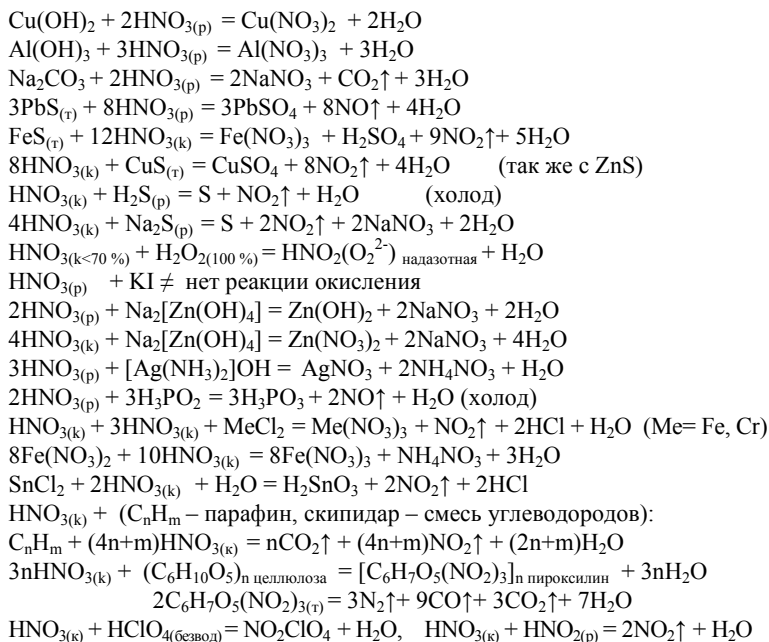 Cu(OH)₂ + 2HNO₃₍ₚ₎ = Cu(NO₃)₂ + 2H₂O
Al(OH)₃ + 3HNO₃₍ₚ₎ = Al(NO₃)₃ + 3H₂O
Na₂CO₃ + 2HNO₃₍ₚ₎ = 2NaNO₃ + CO₂↑ + 3H₂O
3PbS₍ₜ₎ + 8HNO₃₍ₚ₎ = 3PbSO₄ + 8NO↑ + 4H₂O
FeS₍ₜ₎ + 12HNO₃₍ₖ₎ = Fe(NO₃)₃ + H₂SO₄ + 9NO₂↑+ 5H₂O
8HNO₃₍ₖ₎ + CuS₍ₜ₎ = CuSO₄ + 8NO₂↑ + 4H₂O (так же с ZnS)
HNO₃₍ₖ₎ + H₂S₍ₚ₎ = S + NO₂↑ + H₂O (холод)
4HNO₃₍ₖ₎ + Na₂S₍ₚ₎ = S + 2NO₂↑ + 2NaNO₃ + 2H₂O
HNO₃(k<70 %) + H₂O₂(100 %) = HNO₂(O₂²⁻) надазотная + H₂O
HNO₃₍ₚ₎ + KI ≠ нет реакции окисления
2HNO₃₍ₚ₎ + Na₂[Zn(OH)₄] = Zn(OH)₂ + 2NaNO₃ + 2H₂O
4HNO₃₍ₖ₎ + Na₂[Zn(OH)₄] = Zn(NO₃)₂ + 2NaNO₃ + 4H₂O
3HNO₃₍ₚ₎ + [Ag(NH₃)₂]OH = AgNO₃ + 2NH₄NO₃ + H₂O
2HNO₃₍ₚ₎ + 3H₃PO₂ = 3H₃PO₃ + 2NO↑ + H₂O (холод)
HNO₃₍ₖ₎ + 3HNO₃₍ₖ₎ + MeCl₂ = Me(NO₃)₃ + NO₂↑ + 2HCl + H₂O (Me= Fe, Cr)
8Fe(NO₃)₂ + 10HNO₃₍ₖ₎ = 8Fe(NO₃)₃ + NH₄NO₃ + 3H₂O
SnCl₂ + 2HNO₃₍ₖ₎ + H₂O = H₂SnO₃ + 2NO₂↑ + 2HCl
HNO₃₍ₖ₎ + (CₙHₘ – парафин, скипидар – смесь углеводородов):
CₙHₘ + (4n+m)HNO₃₍ₖ₎ = nCO₂↑ + (4n+m)NO₂↑ + (2n+m)H₂O
3nHNO₃₍ₖ₎ + (C₆H₁₀O₅)ₙ целлюлоза = [C₆H₇O₅(NO₂)₃]ₙ пироксилин + 3nH₂O
2C₆H₇O₅(NO₂)₃₍ₜ₎ = 3N₂↑+ 9CO↑+ 3CO₂↑+ 7H₂O
HNO₃₍ₖ₎ + HClO₄(безвод) = NO₂ClO₄ + H₂O, HNO₃₍ₖ₎ + HNO₂₍ₚ₎ = 2NO₂↑ + H₂O